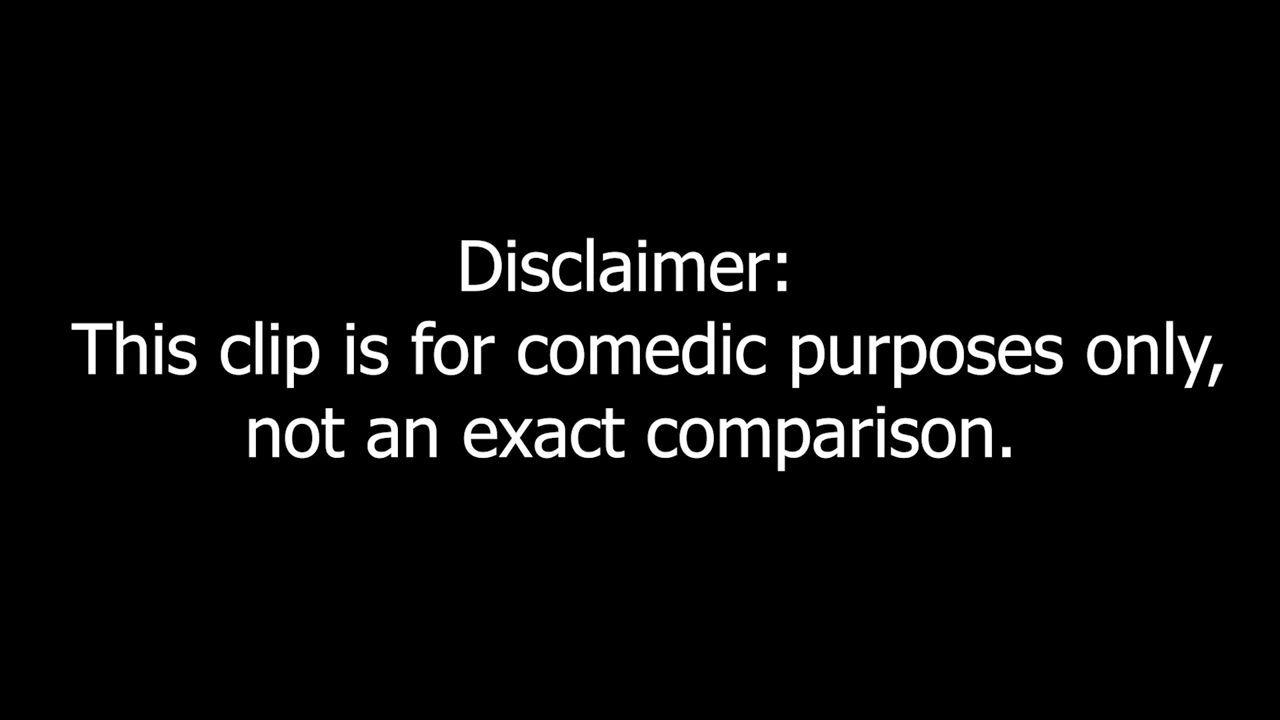 Disclaimer:
This clip is for comedic purposes only,
not an exact comparison.